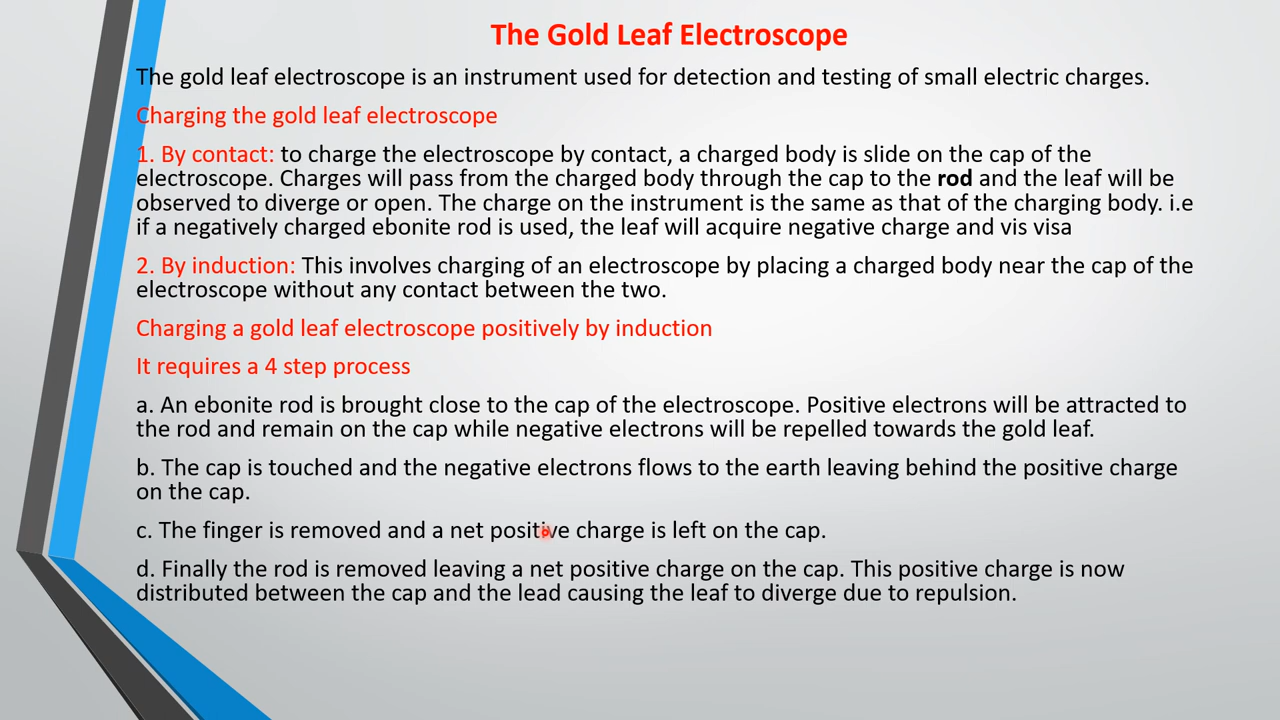 The Gold Leaf Electroscope
The gold leaf electroscope is an instrument used for detection and testing of small electric charges.
Charging the gold leaf electroscope
1. By contact: to charge the electroscope by contact, a charged body is slide on the cap of the
electroscope. Charges will pass from the charged body through the cap to the rod and the leaf will be
observed to diverge or open. The charge on the instrument is the same as that of the charging body. i.e
if a negatively charged ebonite rod is used, the leaf will acquire negative charge and vis visa
2. By induction: This involves charging of an electroscope by placing a charged body near the cap of the
electroscope without any contact between the two.
Charging a gold leaf electroscope positively by induction
It requires a 4 step process
a. An ebonite rod is brought close to the cap of the electroscope. Positive electrons will be attracted to
the rod and remain on the cap while negative electrons will be repelled towards the gold leaf.
b. The cap is touched and the negative electrons flows to the earth leaving behind the positive charge
on the cap.
c. The finger is removed and a net positive charge is left on the cap.
d. Finally the rod is removed leaving a net positive charge on the cap. This positive charge is now
distributed between the cap and the lead causing the leaf to diverge due to repulsion.